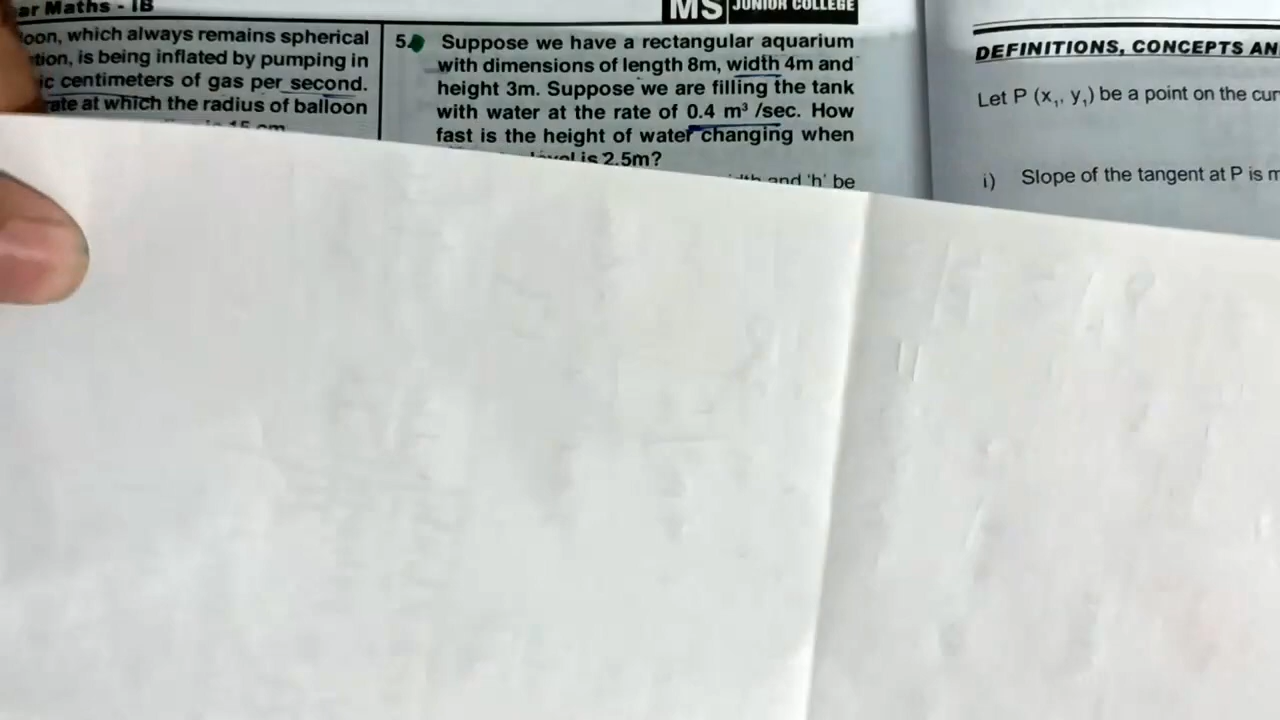 ar Maths - IB
MS JUNIOR COLLEGE
loon, which always remains spherical
tion, is being inflated by pumping in
ic centimeters of gas per second.
rate at which the radius of balloon
15 cm
5. Suppose we have a rectangular aquarium
with dimensions of length 8m, width 4m and
height 3m. Suppose we are filling the tank
with water at the rate of 0.4 m³ /sec. How
fast is the height of water changing when
level is 2.5m?
and 'h' be
DEFINITIONS, CONCEPTS AN
Let P (x₁, y₁) be a point on the cur
i) Slope of the tangent at P is m